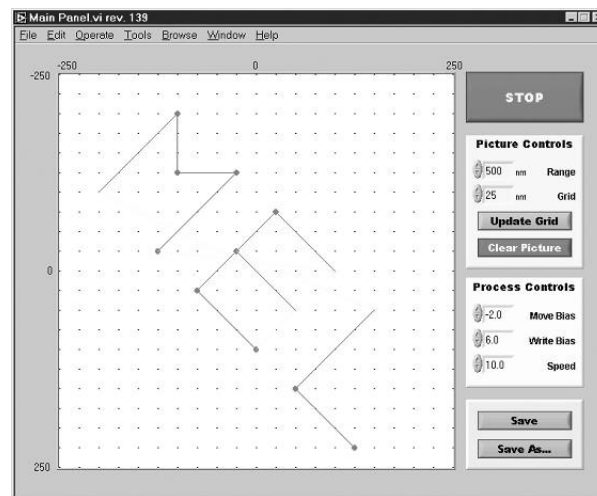 Main Panel.vi rev. 139
File Edit Operate Tools Browse Window Help
-250 0 250
-250
0
250
STOP
Picture Controls
500 nm Range
25 nm Grid
Update Grid
Clear Picture
Process Controls
-2.0 Move Bias
6.0 Write Bias
10.0 Speed
Save
Save As...